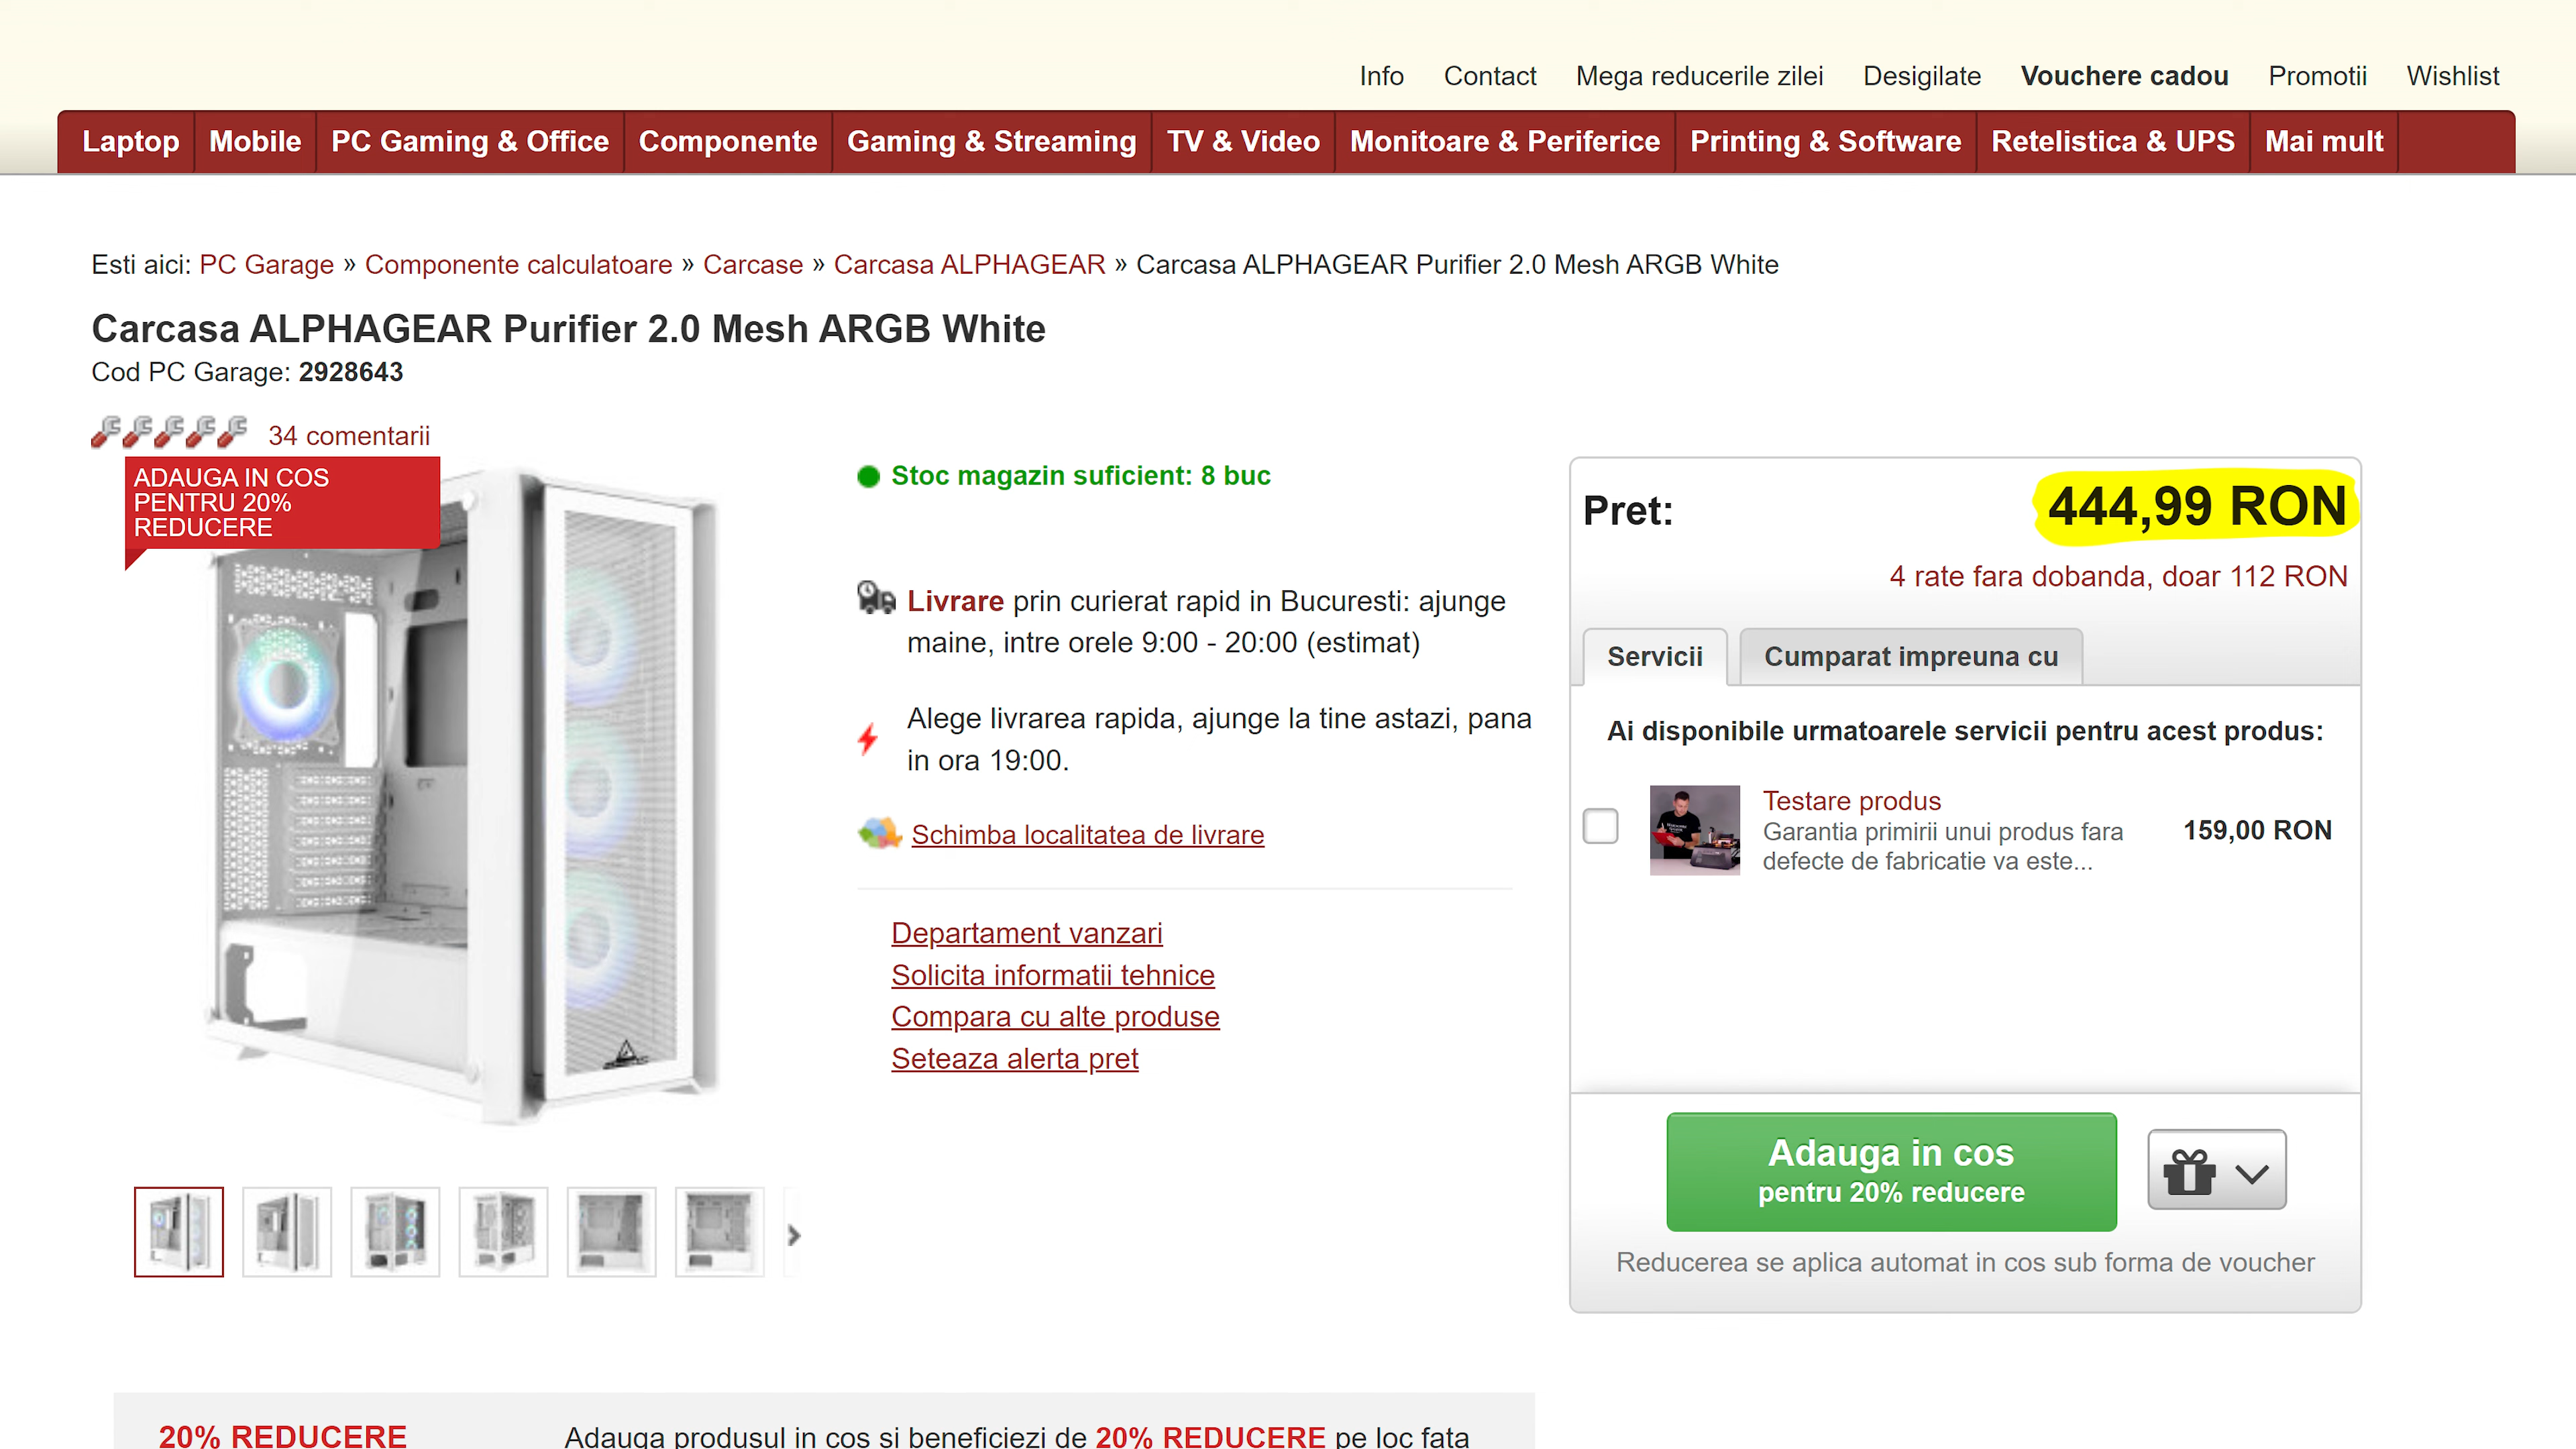 Info Contact Mega reducerile zilei Desigilate Vouchere cadou Promotii Wishlist
Laptop Mobile PC Gaming & Office Componente Gaming & Streaming TV & Video Monitoare & Periferice Printing & Software Retelistica & UPS Mai mult
Esti aici: PC Garage » Componente calculatoare » Carcase » Carcasa ALPHAGEAR » Carcasa ALPHAGEAR Purifier 2.0 Mesh ARGB White
Carcasa ALPHAGEAR Purifier 2.0 Mesh ARGB White
Cod PC Garage: 2928643
34 comentarii
ADAUGA IN COS
PENTRU 20%
REDUCERE
Stoc magazin suficient: 8 buc
Livrare prin curierat rapid in Bucuresti: ajunge
maine, intre orele 9:00 - 20:00 (estimat)
Alege livrarea rapida, ajunge la tine astazi, pana
in ora 19:00.
Schimba localitatea de livrare
Departament vanzari
Solicita informatii tehnice
Compara cu alte produse
Seteaza alerta pret
Pret: 444,99 RON
4 rate fara dobanda, doar 112 RON
Servicii Cumparat impreuna cu
Ai disponibile urmatoarele servicii pentru acest produs:
Testare produs
Garantia primirii unui produs fara
defecte de fabricatie va este...
159,00 RON
Adauga in cos
pentru 20% reducere
Reducerea se aplica automat in cos sub forma de voucher
20% REDUCERE
Adauga produsul in cos si beneficiezi de 20% REDUCERE pe loc fata